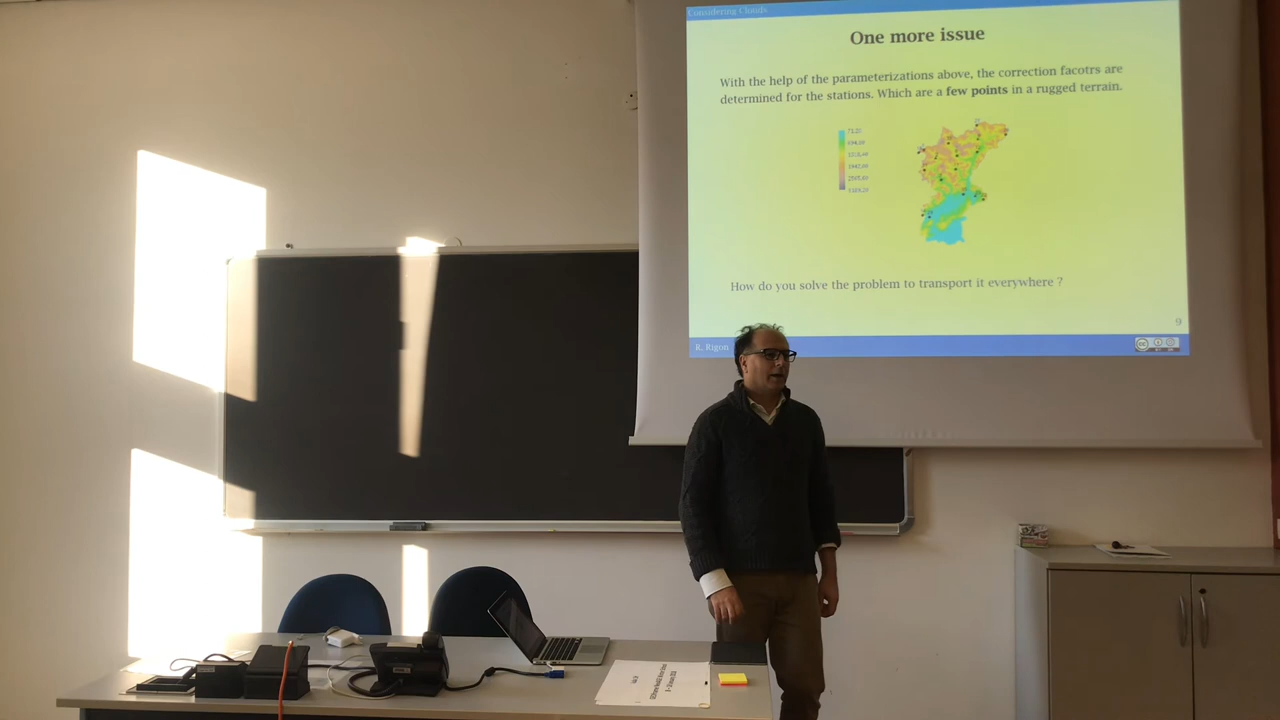 Considering Clouds
One more issue
With the help of the parameterizations above, the correction facotrs are
determined for the stations. Which are a few points in a rugged terrain.
How do you solve the problem to transport it everywhere ?
9
R. Rigon
cc